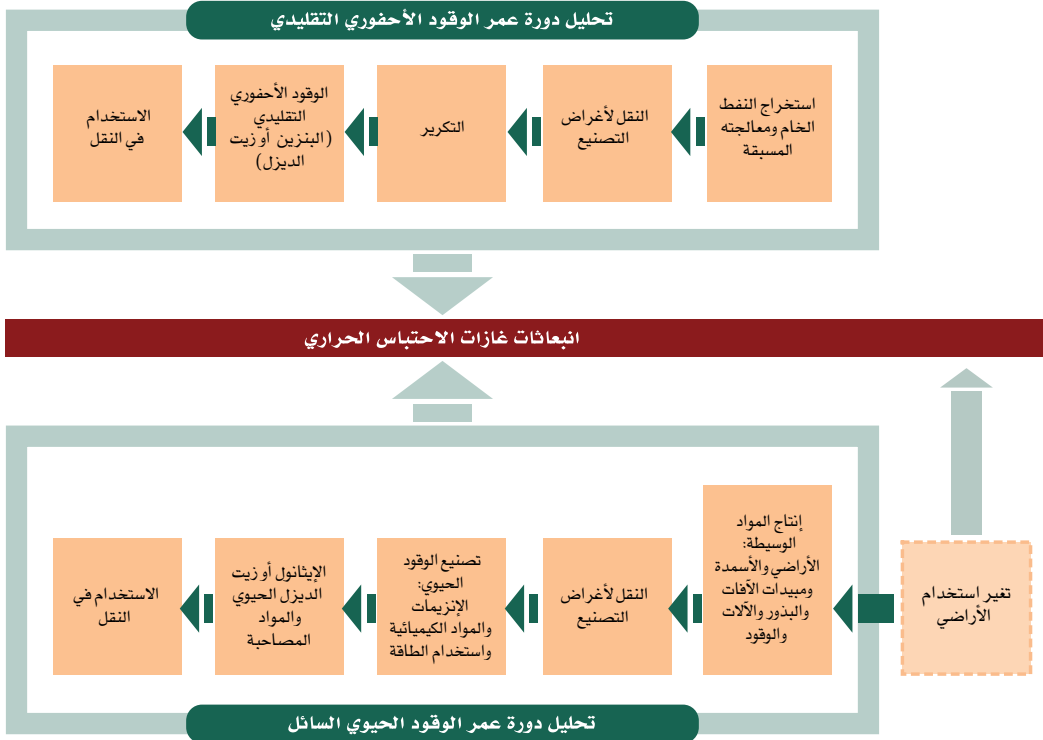 تحليل دورة عمر الوقود الأحفوري التقليدي
استخراج النفط
الخام ومعالجته
المسبقة
النقل لأغراض
التصنيع
التكرير
الوقود الأحفوري
التقليدي
(البنزين أو زيت
الديزل)
الاستخدام
في النقل
انبعاثات غازات الاحتباس الحراري
تغير استخدام
الأراضي
إنتاج المواد
الوسيطة:
الأراضي والأسمدة
ومبيدات الآفات
والبذور والآلات
والوقود
النقل لأغراض
التصنيع
تصنيع الوقود
الحيوي:
الإنزيمات
والمواد الكيميائية
واستخدام الطاقة
الإيثانول أو زيت
الديزل الحيوي
والمواد
المصاحبة
الاستخدام في
النقل
تحليل دورة عمر الوقود الحيوي السائل